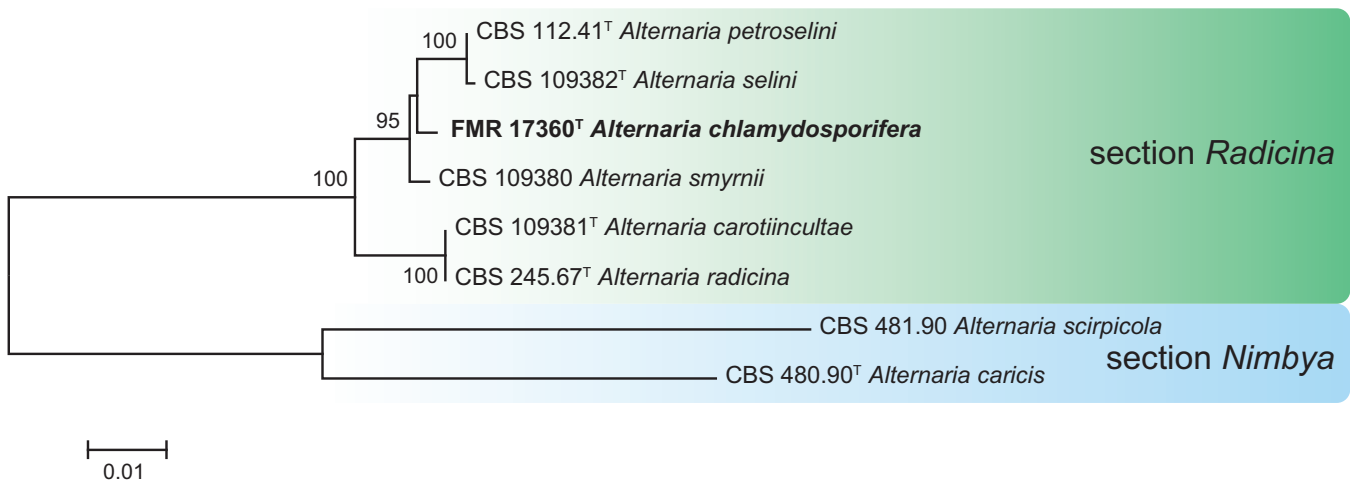 100
CBS 112.41ᵀ Alternaria petroselini
CBS 109382ᵀ Alternaria selini
95
FMR 17360ᵀ Alternaria chlamydosporifera
section Radicina
100
CBS 109380 Alternaria smyrnii
CBS 109381ᵀ Alternaria carotiincultae
100
CBS 245.67ᵀ Alternaria radicina
CBS 481.90 Alternaria scirpicola
section Nimbya
CBS 480.90ᵀ Alternaria caricis
0.01